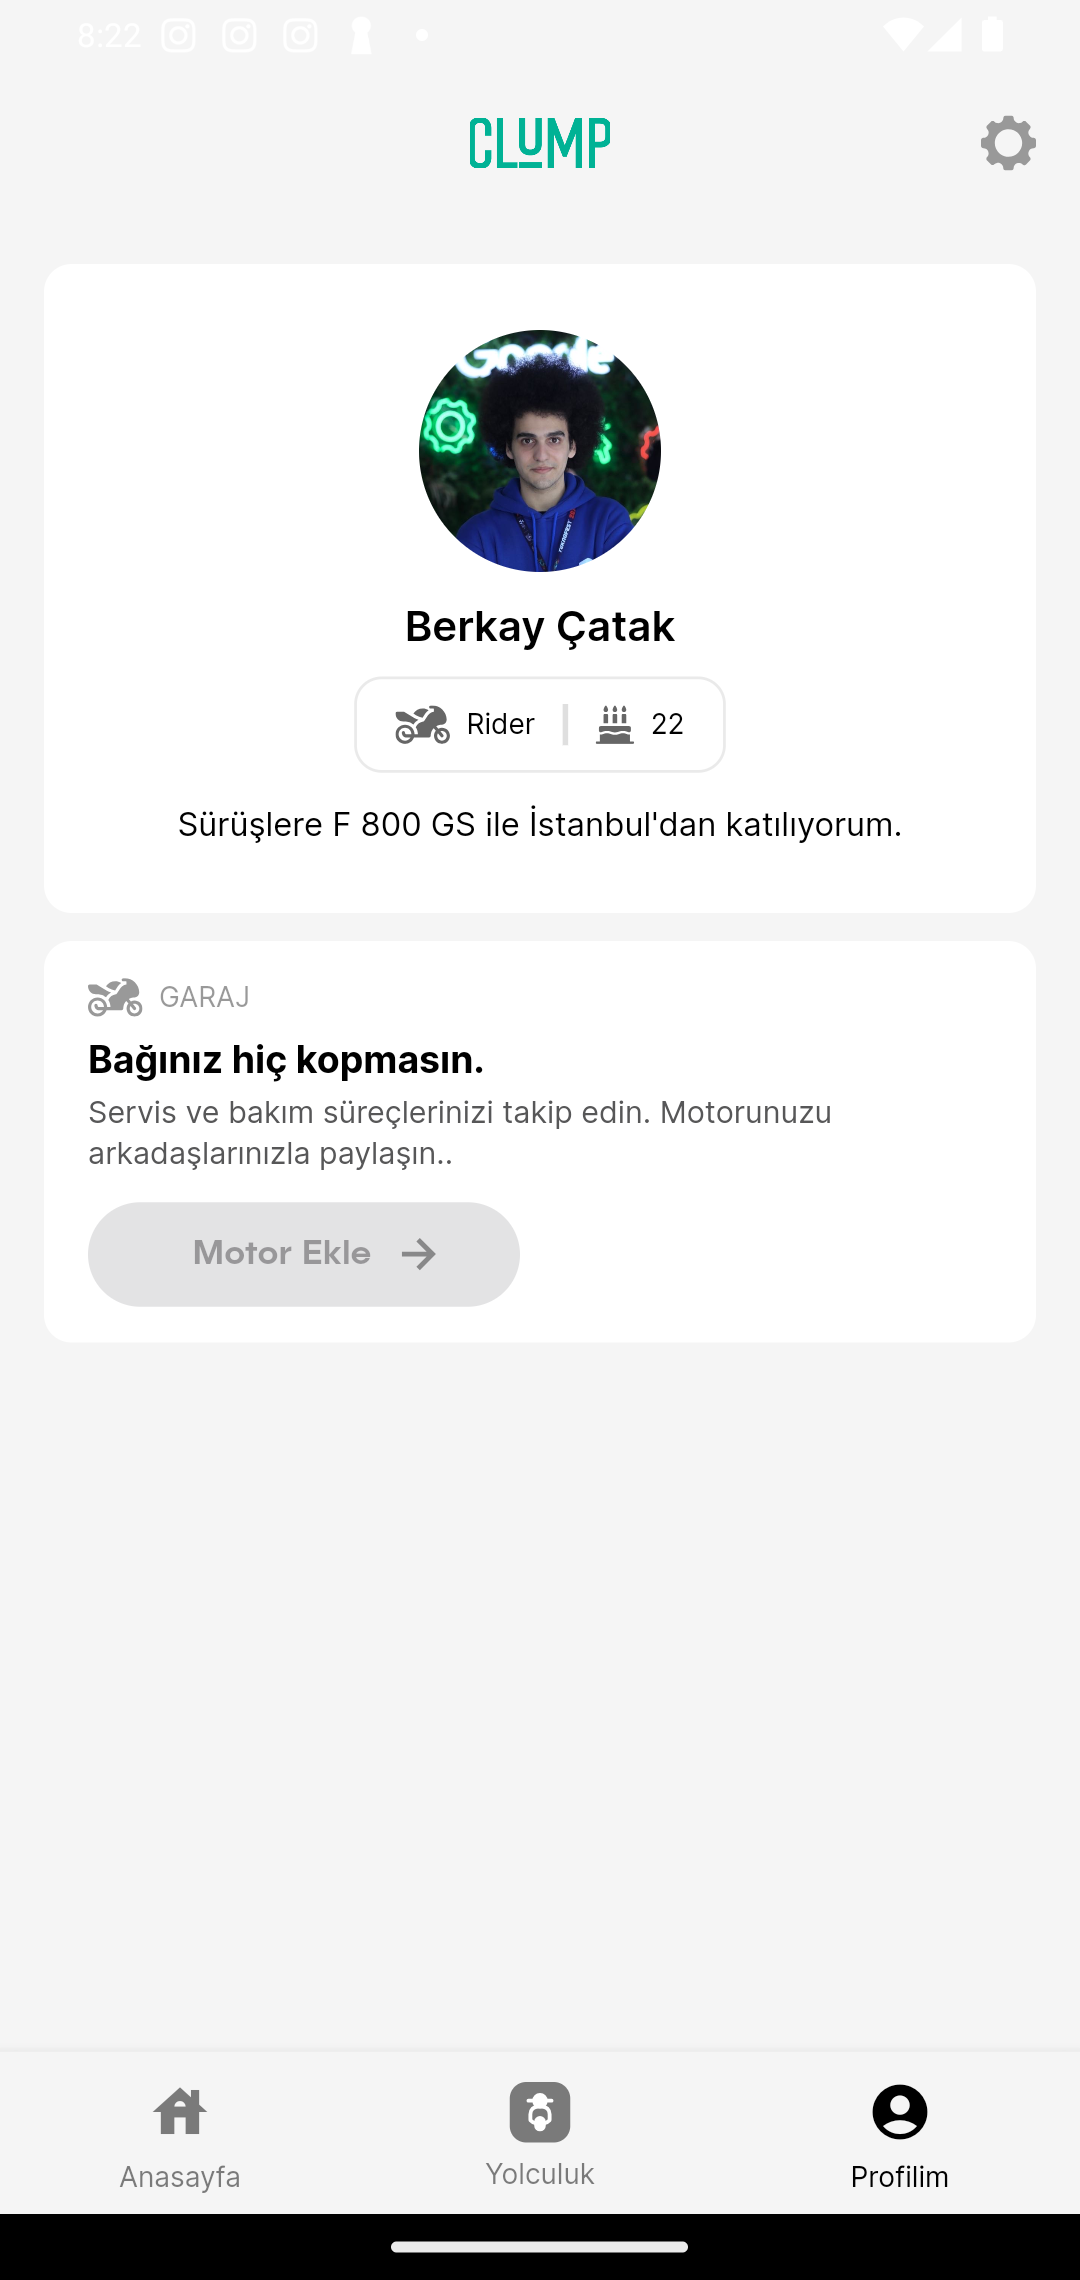 8:22
CLUMP
Google
Berkay Çatak
Rider 22
Sürüşlere F 800 GS ile İstanbul'dan katılıyorum.
GARAJ
Bağınız hiç kopmasın.
Servis ve bakım süreçlerinizi takip edin. Motorunuzu
arkadaşlarınızla paylaşın..
Motor Ekle
Anasayfa
Yolculuk
Profilim